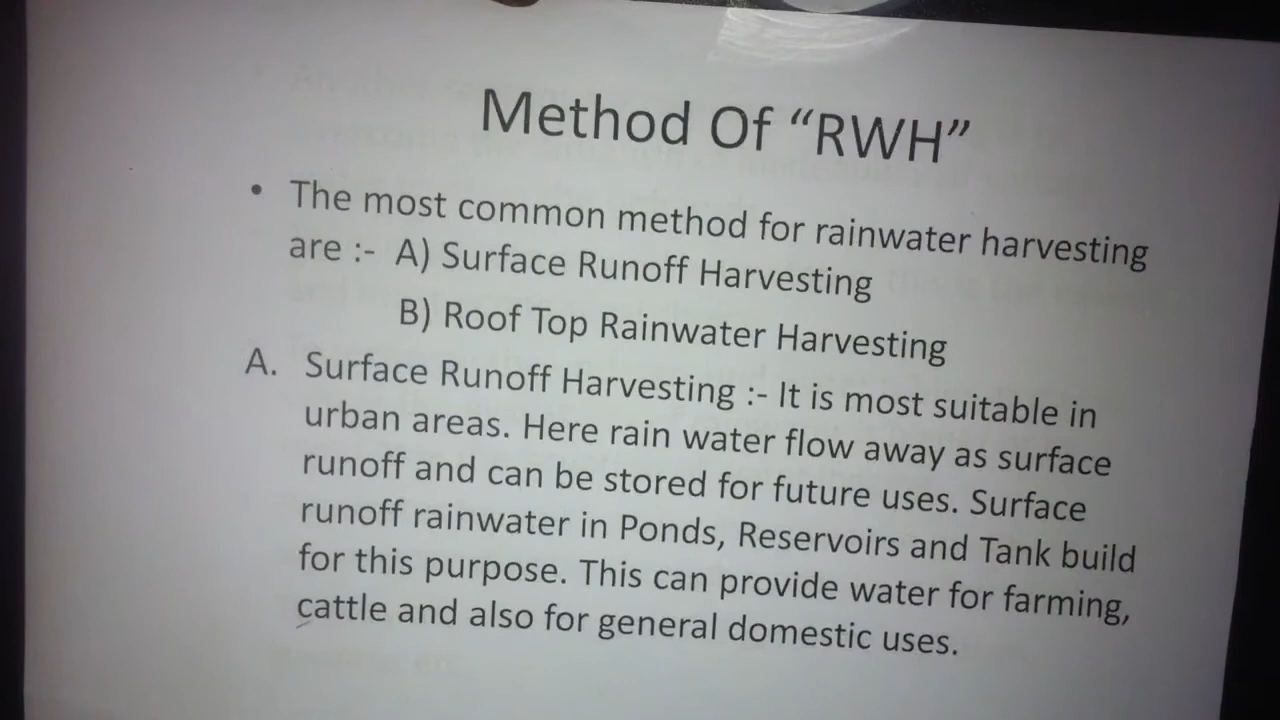 Method Of “RWH”
• The most common method for rainwater harvesting
are :- A) Surface Runoff Harvesting
B) Roof Top Rainwater Harvesting
A. Surface Runoff Harvesting :- It is most suitable in
urban areas. Here rain water flow away as surface
runoff and can be stored for future uses. Surface
runoff rainwater in Ponds, Reservoirs and Tank build
for this purpose. This can provide water for farming,
cattle and also for general domestic uses.